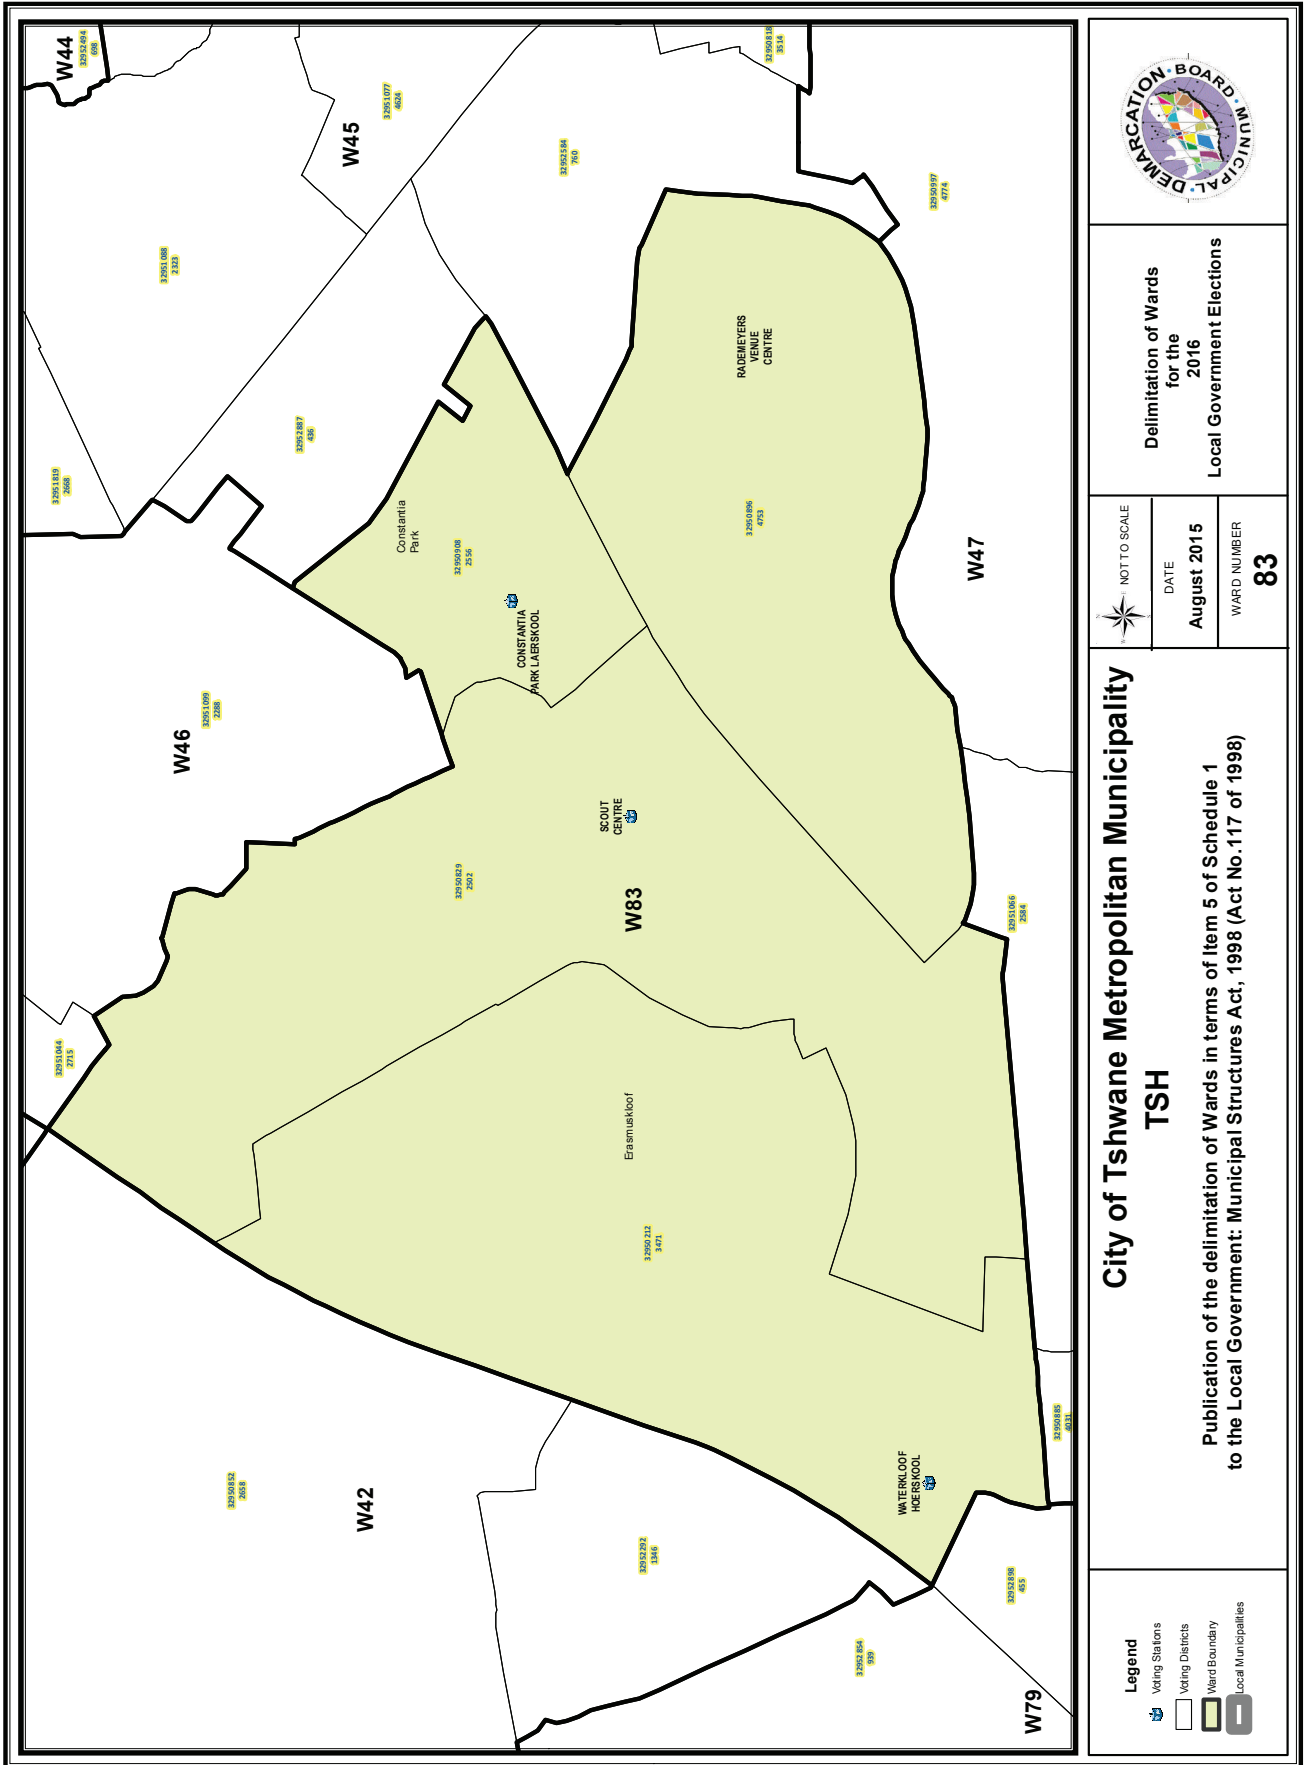 W44
32952494
698
32951077
4624
W45
32950818
3514
32952584
760
32950997
4774
32951088
2323
32951819
2668
32952887
436
Constantia
Park
32950908
2556
CONSTANTIA
PARK LAERSKOOL
RADEMEYERS
VENUE
CENTRE
32950896
4753
W47
32951099
2288
W46
SCOUT
CENTRE
32950829
2502
W83
32951066
2584
32951044
2715
Erasmuskloof
32950212
3471
32950852
2658
W42
WATERKLOOF
HOERSKOOL
32950885
4031
32952292
1346
32952898
455
32952854
939
W79
Legend
Voting Stations
Voting Districts
Ward Boundary
Local Municipalities
City of Tshwane Metropolitan Municipality
TSH
Publication of the delimitation of Wards in terms of Item 5 of Schedule 1
to the Local Government: Municipal Structures Act, 1998 (Act No.117 of 1998)
N
W
E
S
NOT TO SCALE
DATE
August 2015
WARD NUMBER
83
Delimitation of Wards
for the
2016
Local Government Elections
MUNICIPAL • DEMARCATION • BOARD •